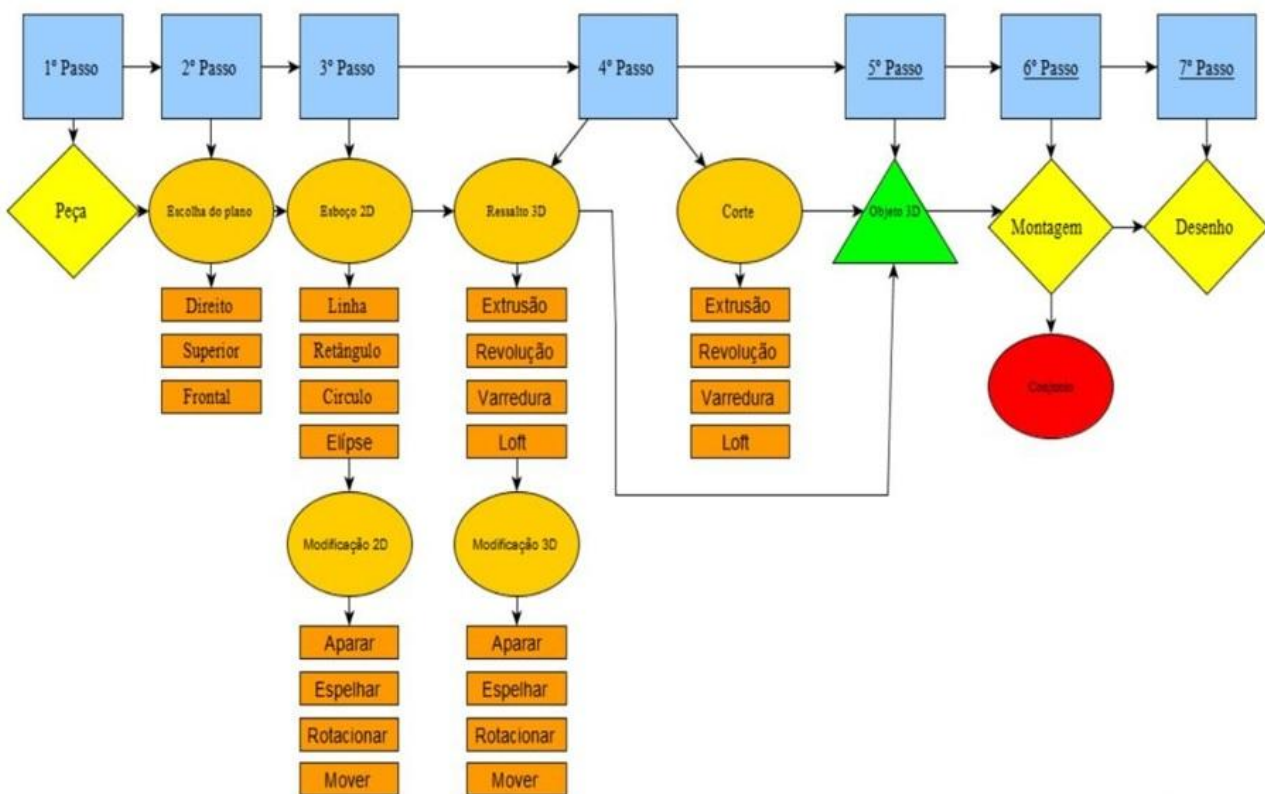 1º Passo
2º Passo
3º Passo
4º Passo
5º Passo
6º Passo
7º Passo
Peça
Escolha do plano
Esboço 2D
Ressalto 3D
Corte
Objeto 3D
Montagem
Desenho
Direito
Superior
Frontal
Linha
Retângulo
Círculo
Elípse
Extrusão
Revolução
Varredura
Loft
Extrusão
Revolução
Varredura
Loft
Conjunto
Modificação 2D
Modificação 3D
Aparar
Espelhar
Rotacionar
Mover
Aparar
Espelhar
Rotacionar
Mover